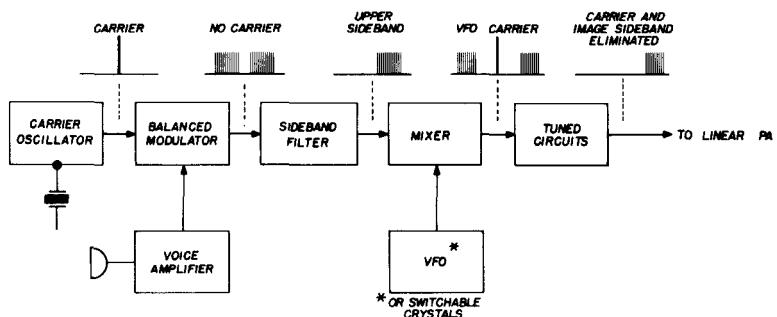 CARRIER
NO CARRIER
UPPER
SIDEBAND
VFO CARRIER
CARRIER AND
IMAGE SIDEBAND
ELIMINATED
CARRIER
OSCILLATOR
BALANCED
MODULATOR
SIDEBAND
FILTER
MIXER
TUNED
CIRCUITS
TO LINEAR PA
VOICE
AMPLIFIER
VFO *
* OR SWITCHABLE
CRYSTALS